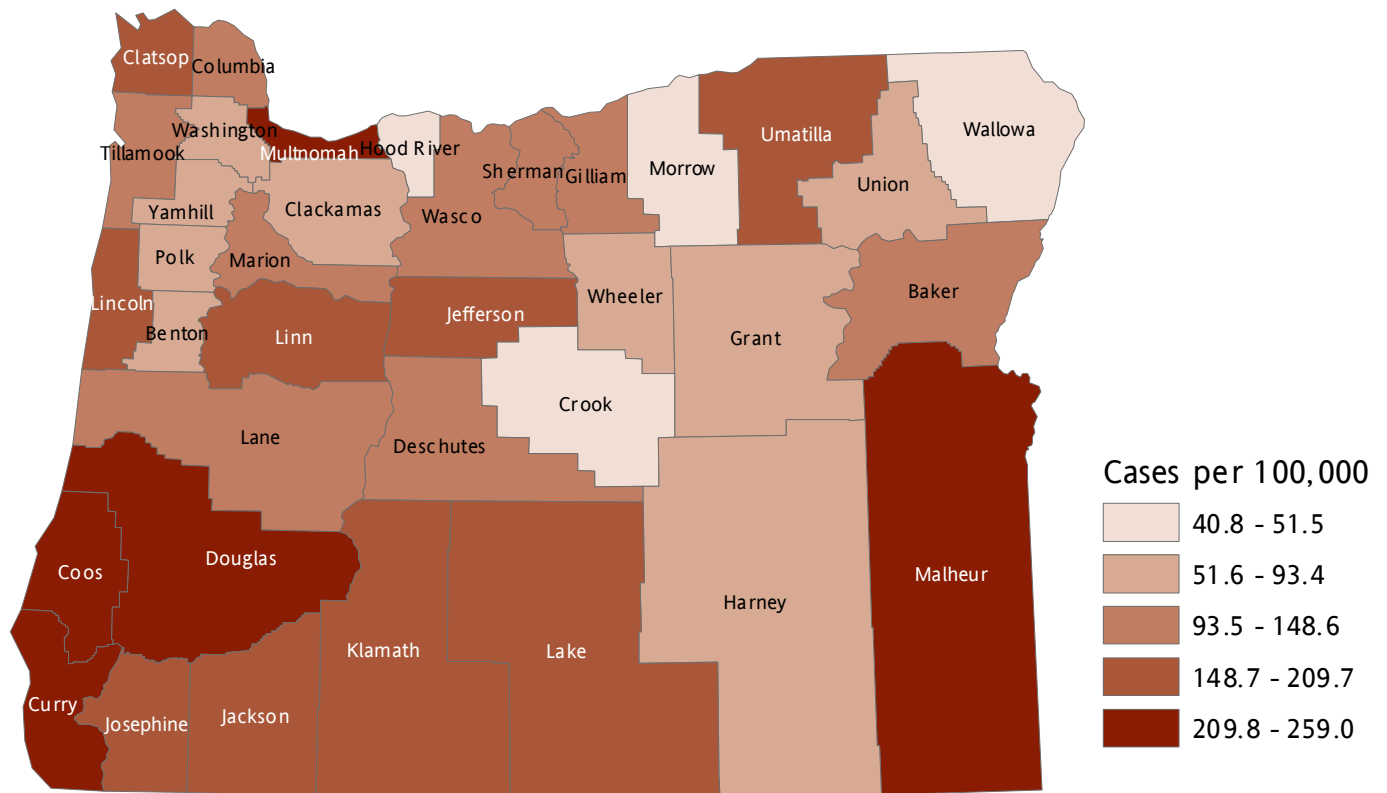 Clatsop
Columbia
Washington
Tillamook
Multnomah
Hood River
Yamhill
Clackamas
Polk
Marion
Lincoln
Benton
Linn
Wasco
Sherman
Gilliam
Morrow
Umatilla
Union
Wallowa
Jefferson
Wheeler
Grant
Baker
Crook
Lane
Deschutes
Coos
Douglas
Curry
Josephine
Jackson
Klamath
Lake
Harney
Malheur
Cases per 100,000
40.8 - 51.5
51.6 - 93.4
93.5 - 148.6
148.7 - 209.7
209.8 - 259.0